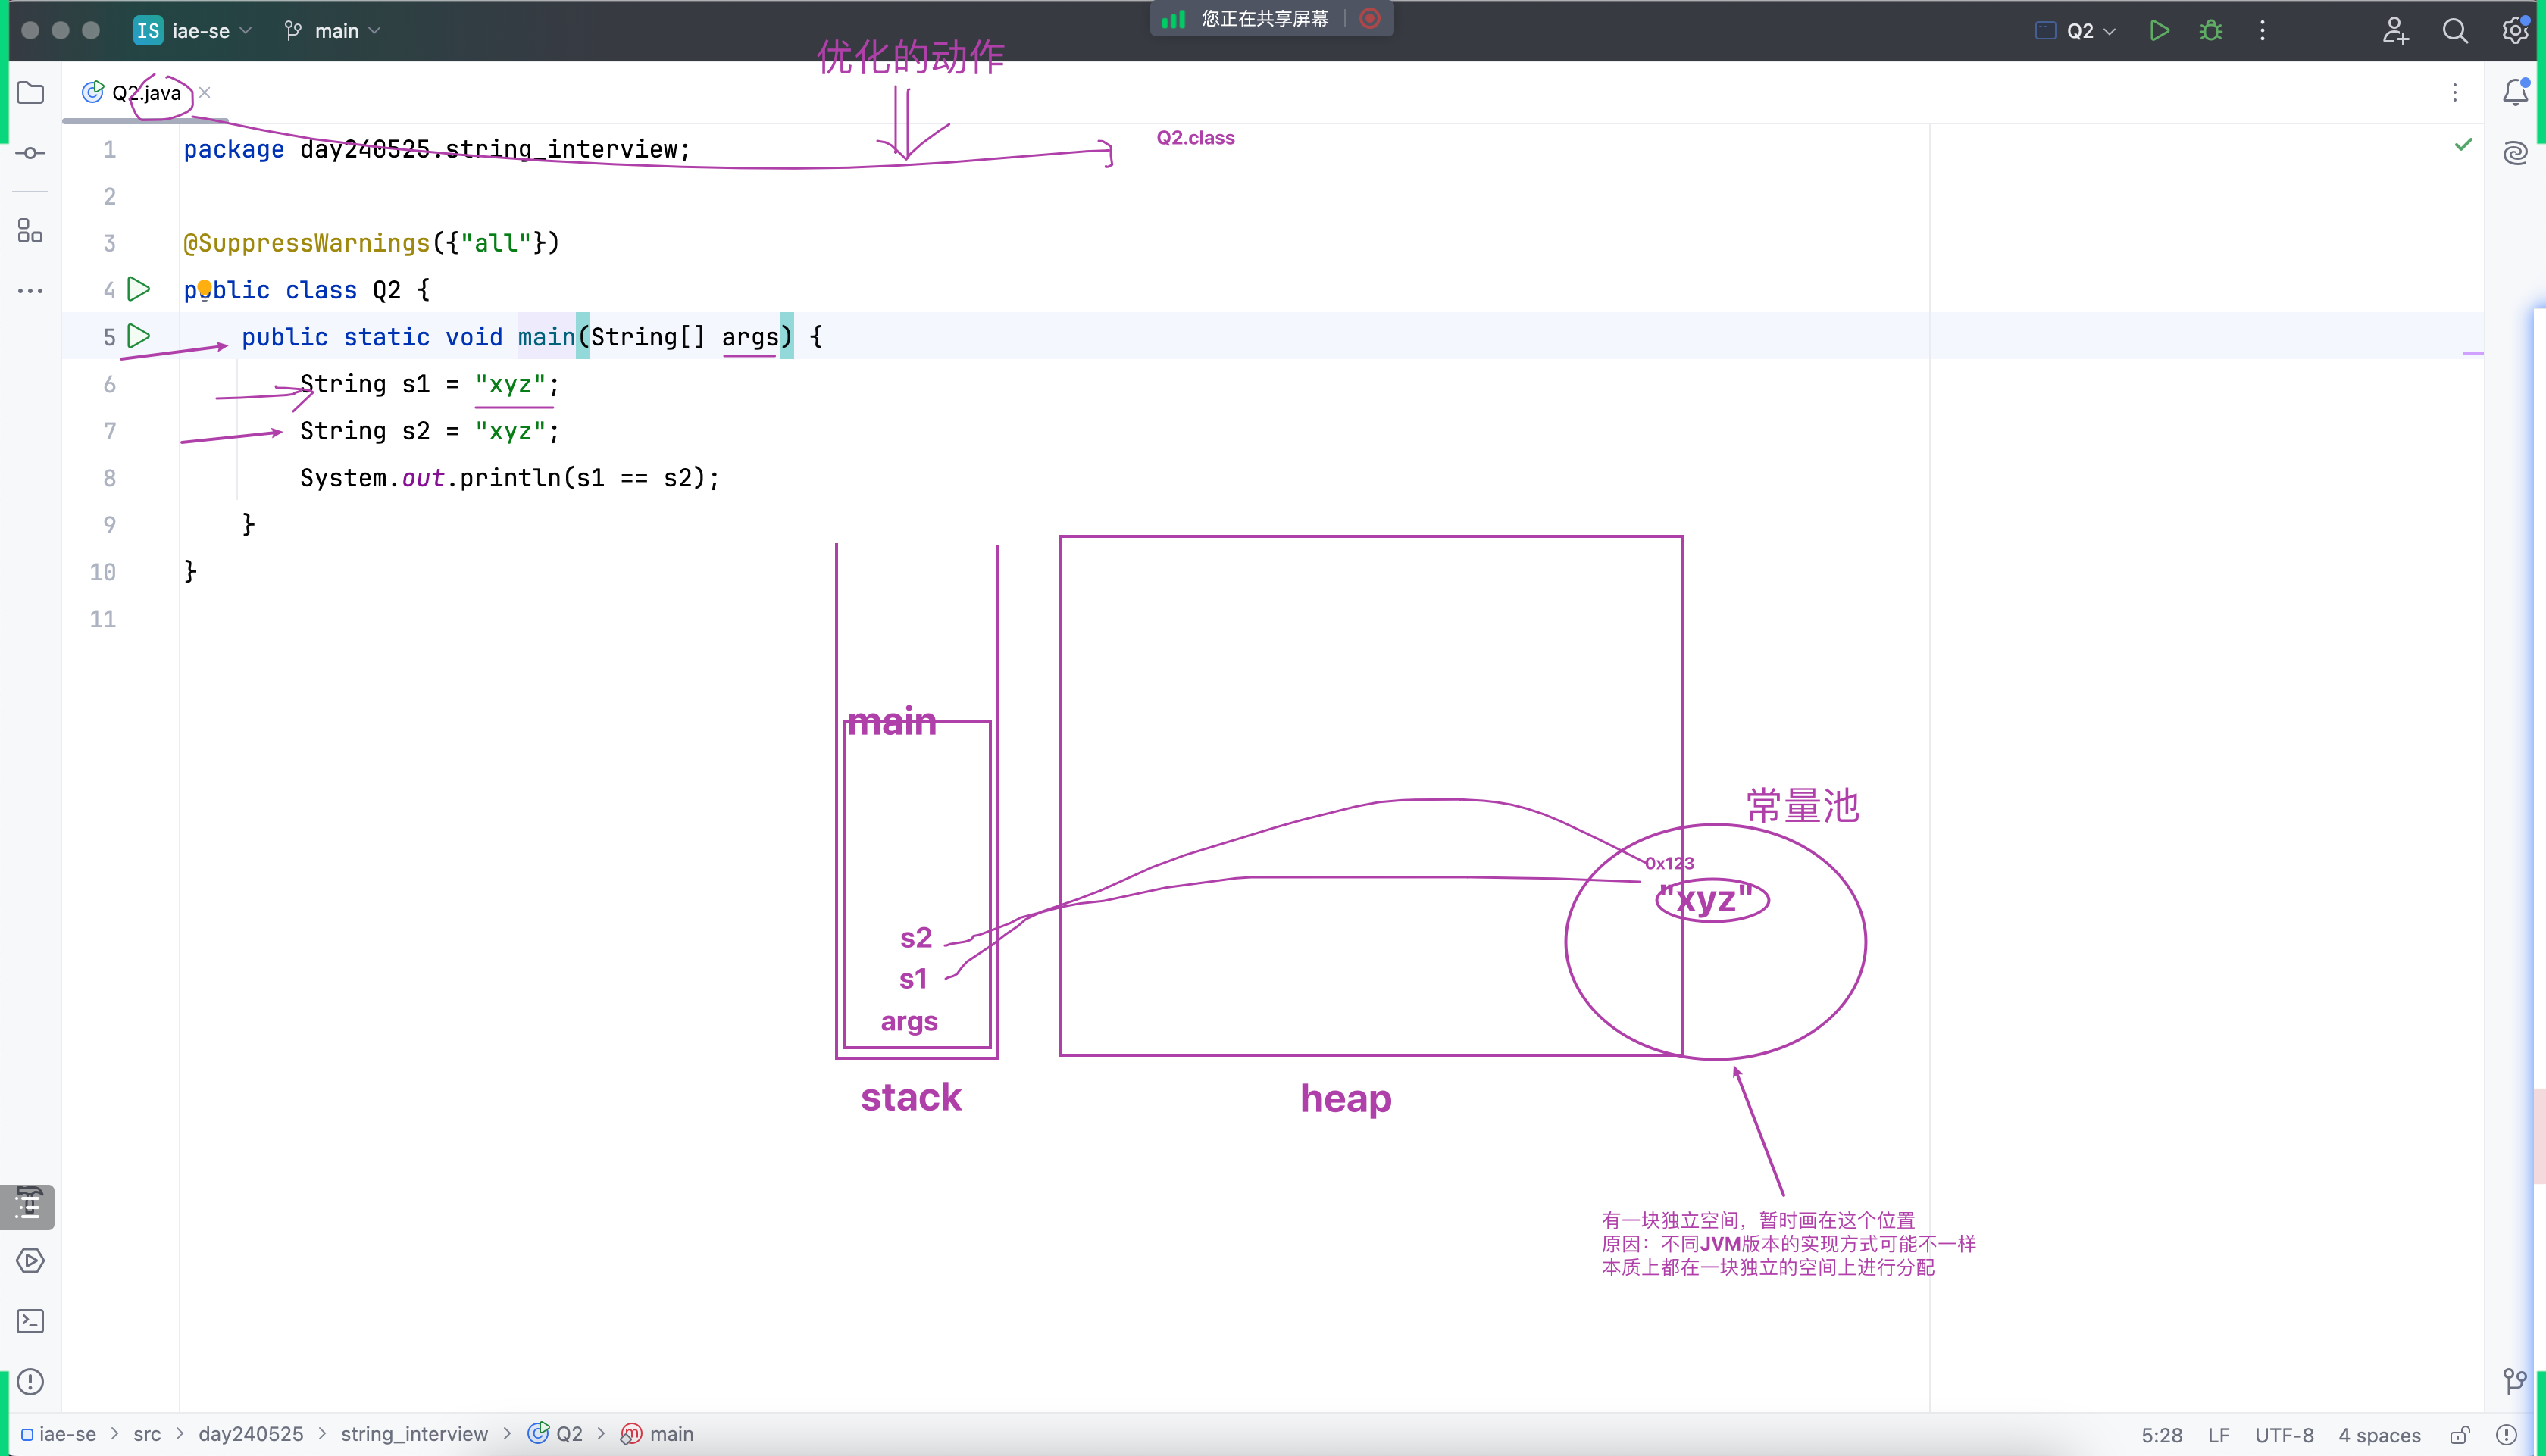 IS iae-se main
您正在共享屏幕
Q2
优化的动作
Q2.java
Q2.class
1 package day240525.string_interview;
2
3 @SuppressWarnings({"all"})
4 public class Q2 {
5 public static void main(String[] args) {
6 String s1 = "xyz";
7 String s2 = "xyz";
8 System.out.println(s1 == s2);
9 }
10 }
11
main
常量池
0x123
"xyz"
s2
s1
args
stack
heap
有一块独立空间，暂时画在这个位置
原因：不同JVM版本的实现方式可能不一样
本质上都在一块独立的空间上进行分配
iae-se > src > day240525 > string_interview > Q2 > main
5:28 LF UTF-8 4 spaces